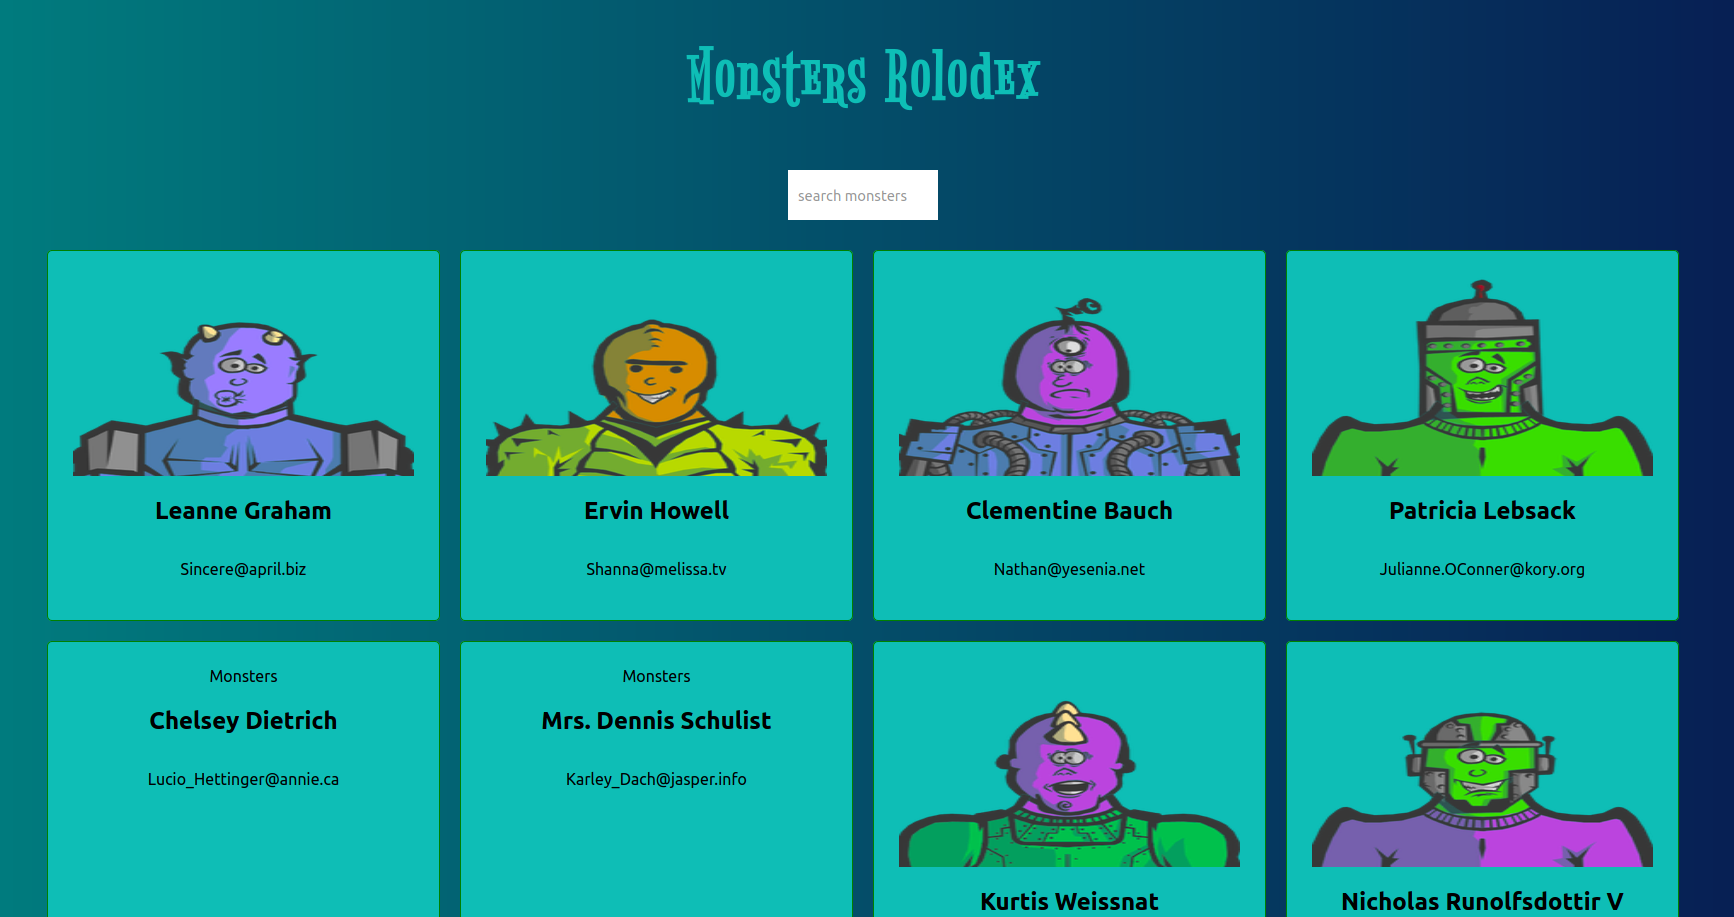 Monsters Rolodex
search monsters
Leanne Graham
Sincere@april.biz
Ervin Howell
Shanna@melissa.tv
Clementine Bauch
Nathan@yesenia.net
Patricia Lebsack
Julianne.OConner@kory.org
Monsters
Chelsey Dietrich
Lucio_Hettinger@annie.ca
Monsters
Mrs. Dennis Schulist
Karley_Dach@jasper.info
Kurtis Weissnat
Nicholas Runolfsdottir V